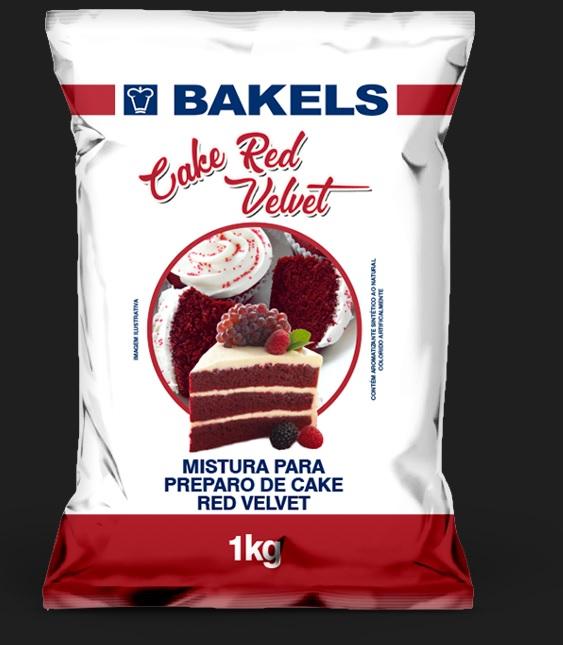 BAKELS
Cake Red
Velvet
IMAGEM ILUSTRATIVA
CONTÉM AROMATIZANTE SINTÉTICO AO NATURAL
COLORIDO ARTIFICIALMENTE
MISTURA PARA
PREPARO DE CAKE
RED VELVET
1kg